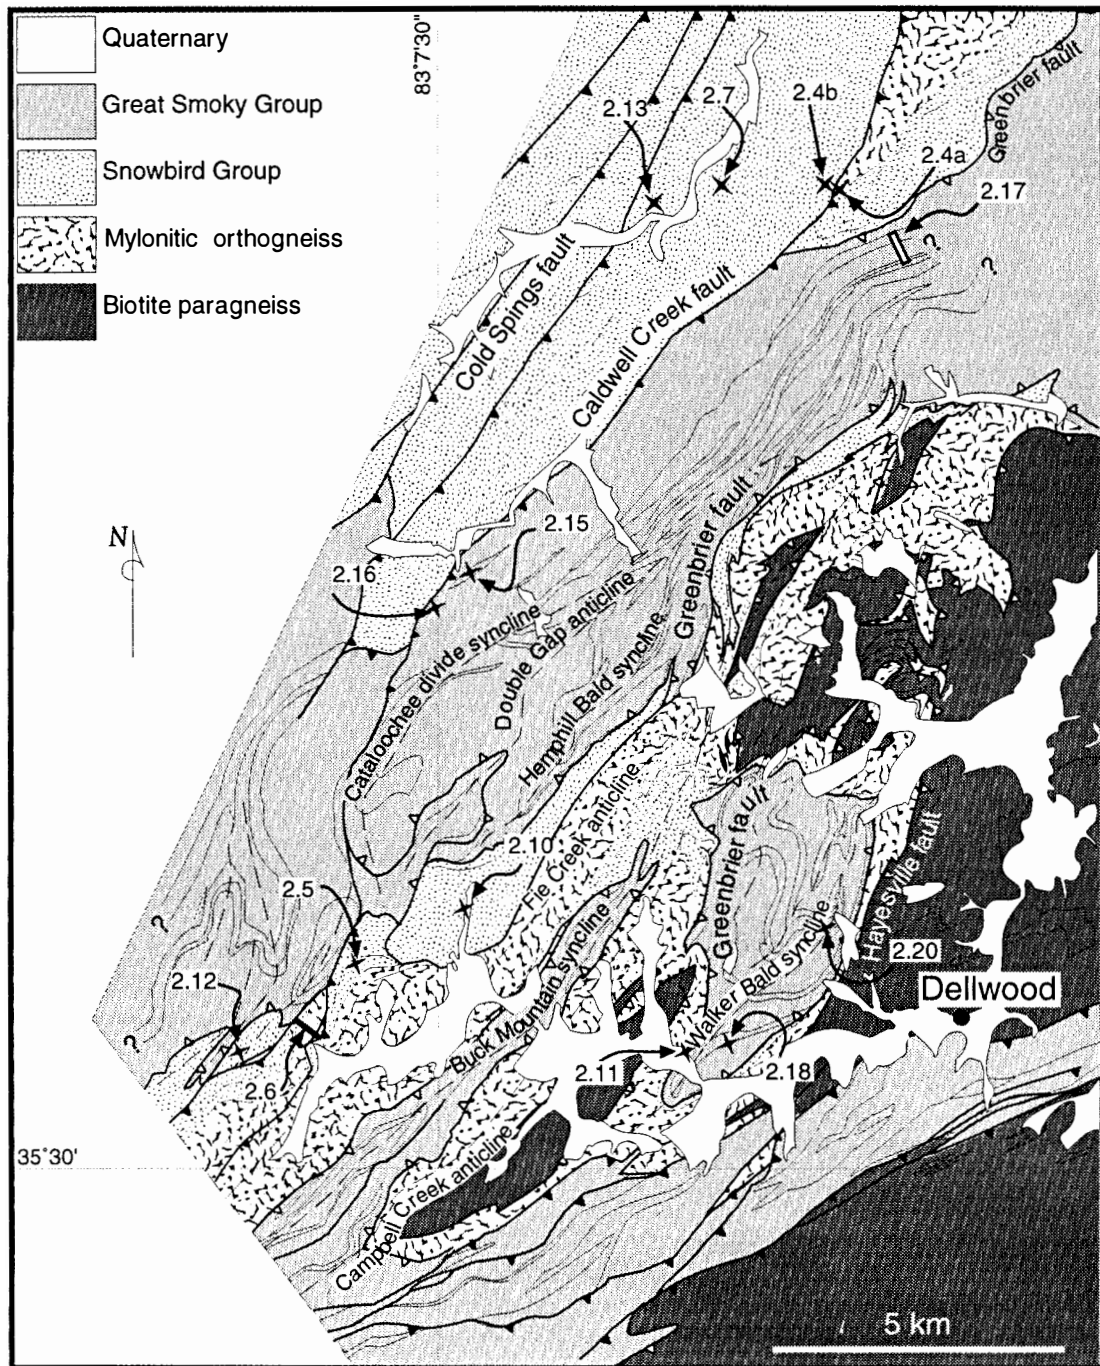 Quaternary
Great Smoky Group
Snowbird Group
Mylonitic orthogneiss
Biotite paragneiss
83°7'30"
2.13
2.7
2.4b
Greenbrier fault
2.4a
2.17
?
?
Cold Spings fault
Caldwell Creek fault
N
2.15
2.16
Greenbrier fault
Cataloochee divide syncline
Double Gap anticline
Hemphill Bald syncline
2.10
Fie Creek anticline
Greenbrier fault
Hayesville fault
2.5
?
2.12
Buck Mountain syncline
Walker Bald syncline
2.20
Dellwood
?
2.6
2.11
2.18
35°30'
Campbell Creek anticline
5 km